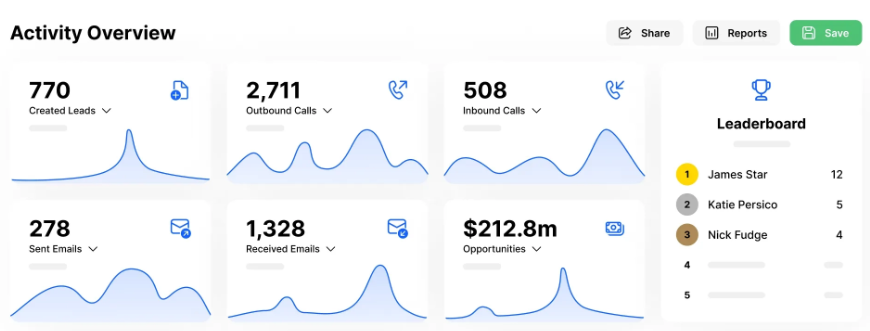 Activity Overview
Share
Reports
Save
770
Created Leads
2,711
Outbound Calls
508
Inbound Calls
278
Sent Emails
1,328
Received Emails
$212.8m
Opportunities
Leaderboard
1 James Star 12
2 Katie Persico 5
3 Nick Fudge 4
4
5